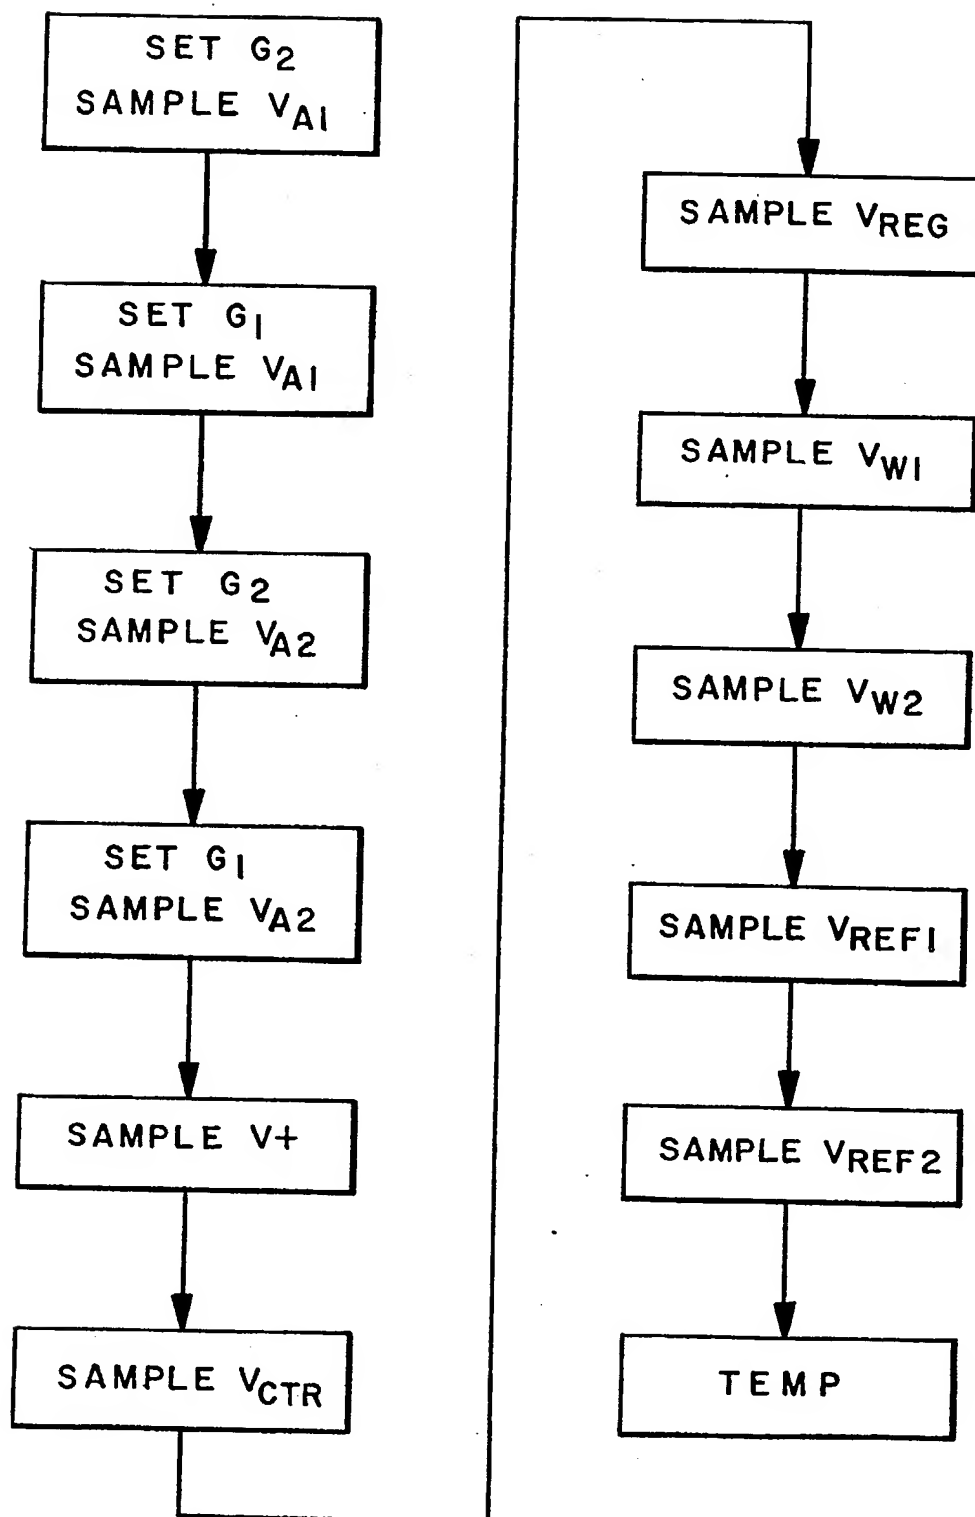 SET G2
SAMPLE VA1
SET G1
SAMPLE VA1
SET G2
SAMPLE VA2
SET G1
SAMPLE VA2
SAMPLE V+
SAMPLE VCTR
SAMPLE VREG
SAMPLE VW1
SAMPLE VW2
SAMPLE VREF1
SAMPLE VREF2
TEMP